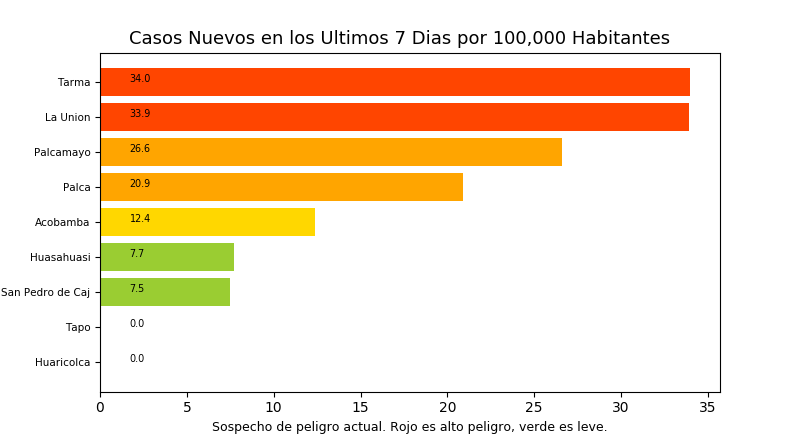 Casos Nuevos en los Ultimos 7 Dias por 100,000 Habitantes
Tarma 34.0
La Union 33.9
Palcamayo 26.6
Palca 20.9
Acobamba 12.4
Huasahuasi 7.7
San Pedro de Caj 7.5
Tapo 0.0
Huaricolca 0.0
0 5 10 15 20 25 30 35
Sospecho de peligro actual. Rojo es alto peligro, verde es leve.